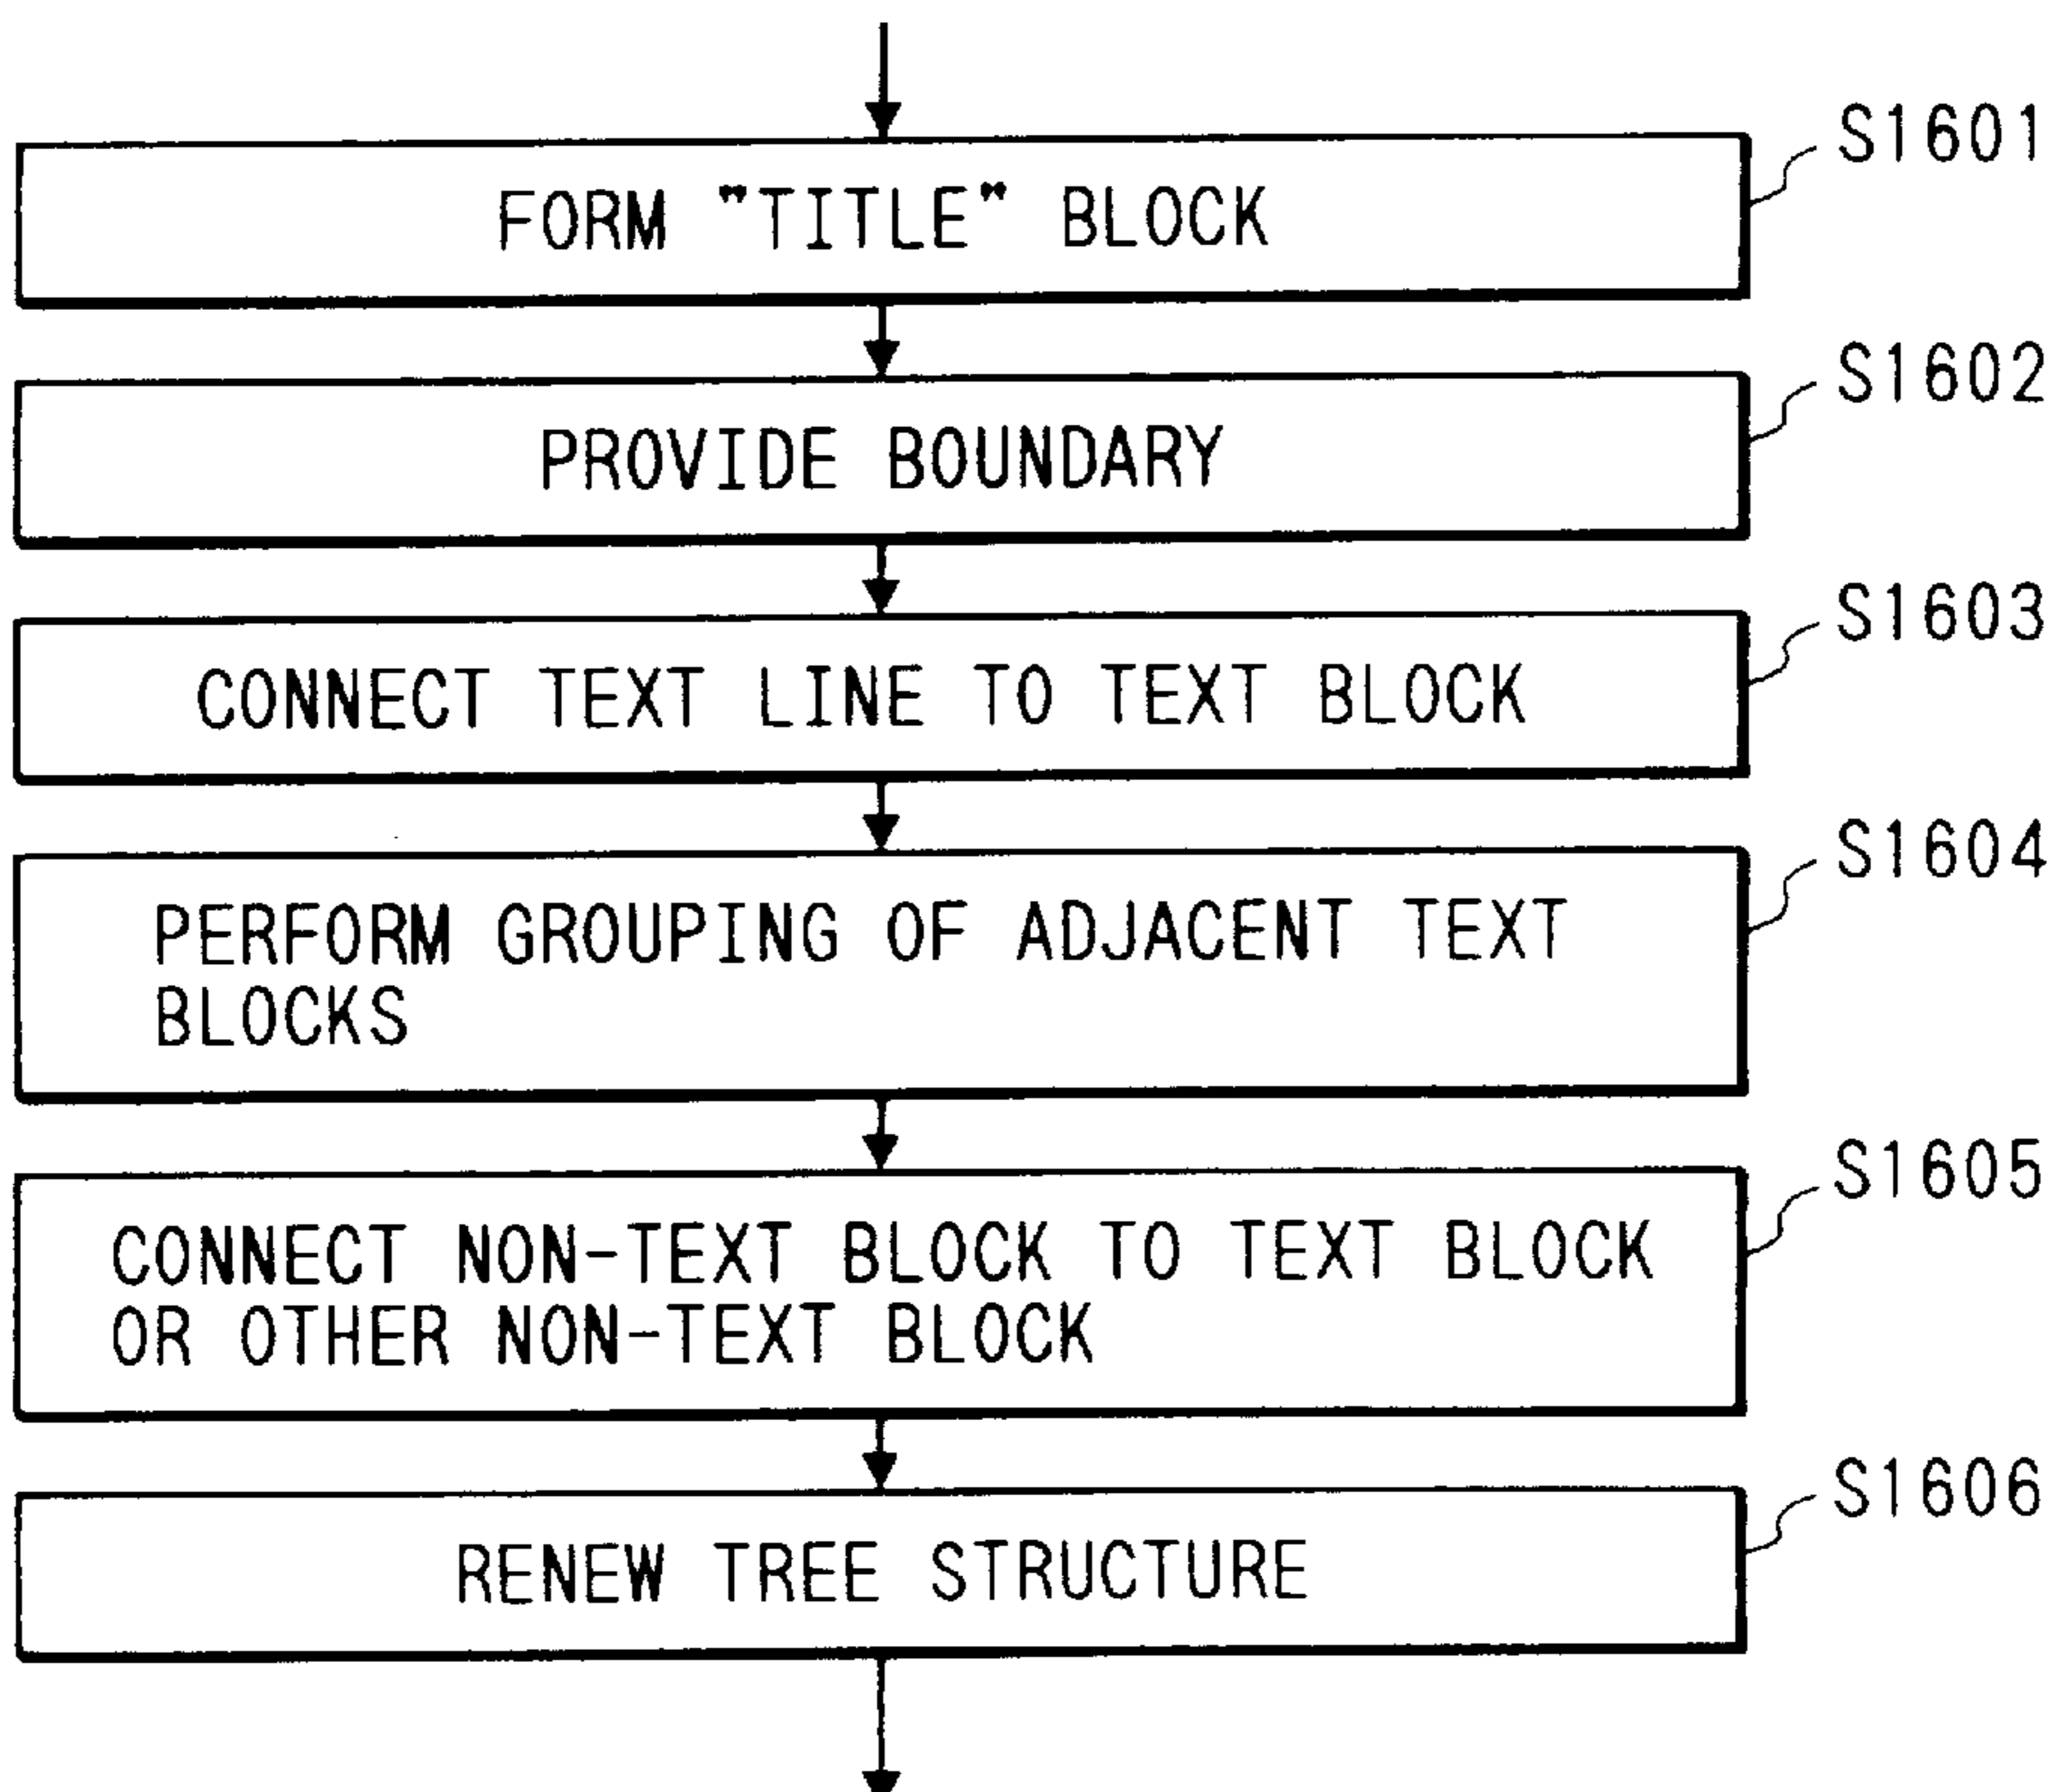 S1601
FORM "TITLE" BLOCK
S1602
PROVIDE BOUNDARY
S1603
CONNECT TEXT LINE TO TEXT BLOCK
S1604
PERFORM GROUPING OF ADJACENT TEXT
BLOCKS
S1605
CONNECT NON-TEXT BLOCK TO TEXT BLOCK
OR OTHER NON-TEXT BLOCK
S1606
RENEW TREE STRUCTURE